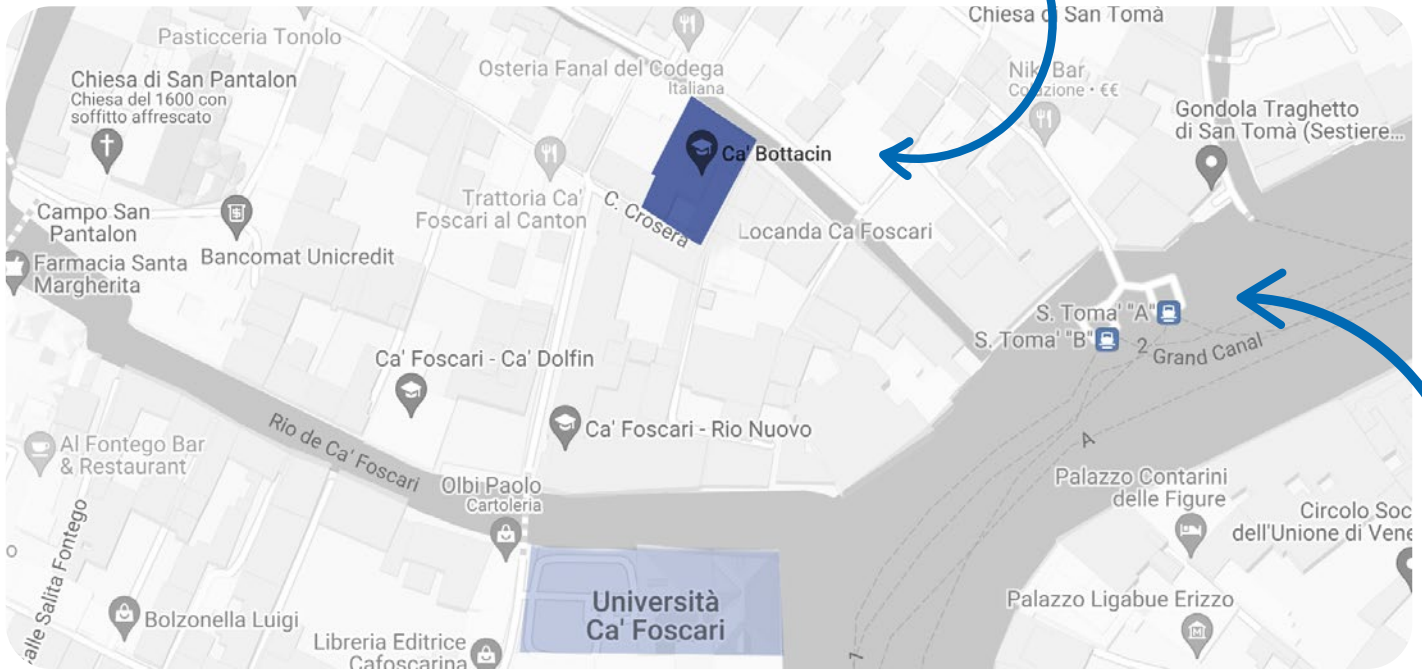 Chiesa di San Tomà
Pasticceria Tonolo
Osteria Fanal del Codega
Italiana
Chiesa di San Pantalon
Chiesa del 1600 con
soffitto affrescato
Colazione • €€
Gondola Traghetto
di San Tomà (Sestiere...
Ca' Bottacin
Trattoria Ca'
Foscari al Canton
C. Crosera
Locanda Ca Foscari
Campo San
Pantalon
Bancomat Unicredit
Farmacia Santa
Margherita
S. Toma' "A"
S. Toma' "B"
2
Grand Canal
Ca' Foscari - Ca' Dolfin
Ca' Foscari - Rio Nuovo
Rio de Ca' Foscari
A
Al Fontego Bar
& Restaurant
Olbi Paolo
Cartoleria
Palazzo Contarini
delle Figure
Circolo Soc
dell'Unione di Vene
o
alle Salita Fontego
Università
Ca' Foscari
Palazzo Ligabue Erizzo
Bolzonella Luigi
Libreria Editrice
Cafoscarina
1